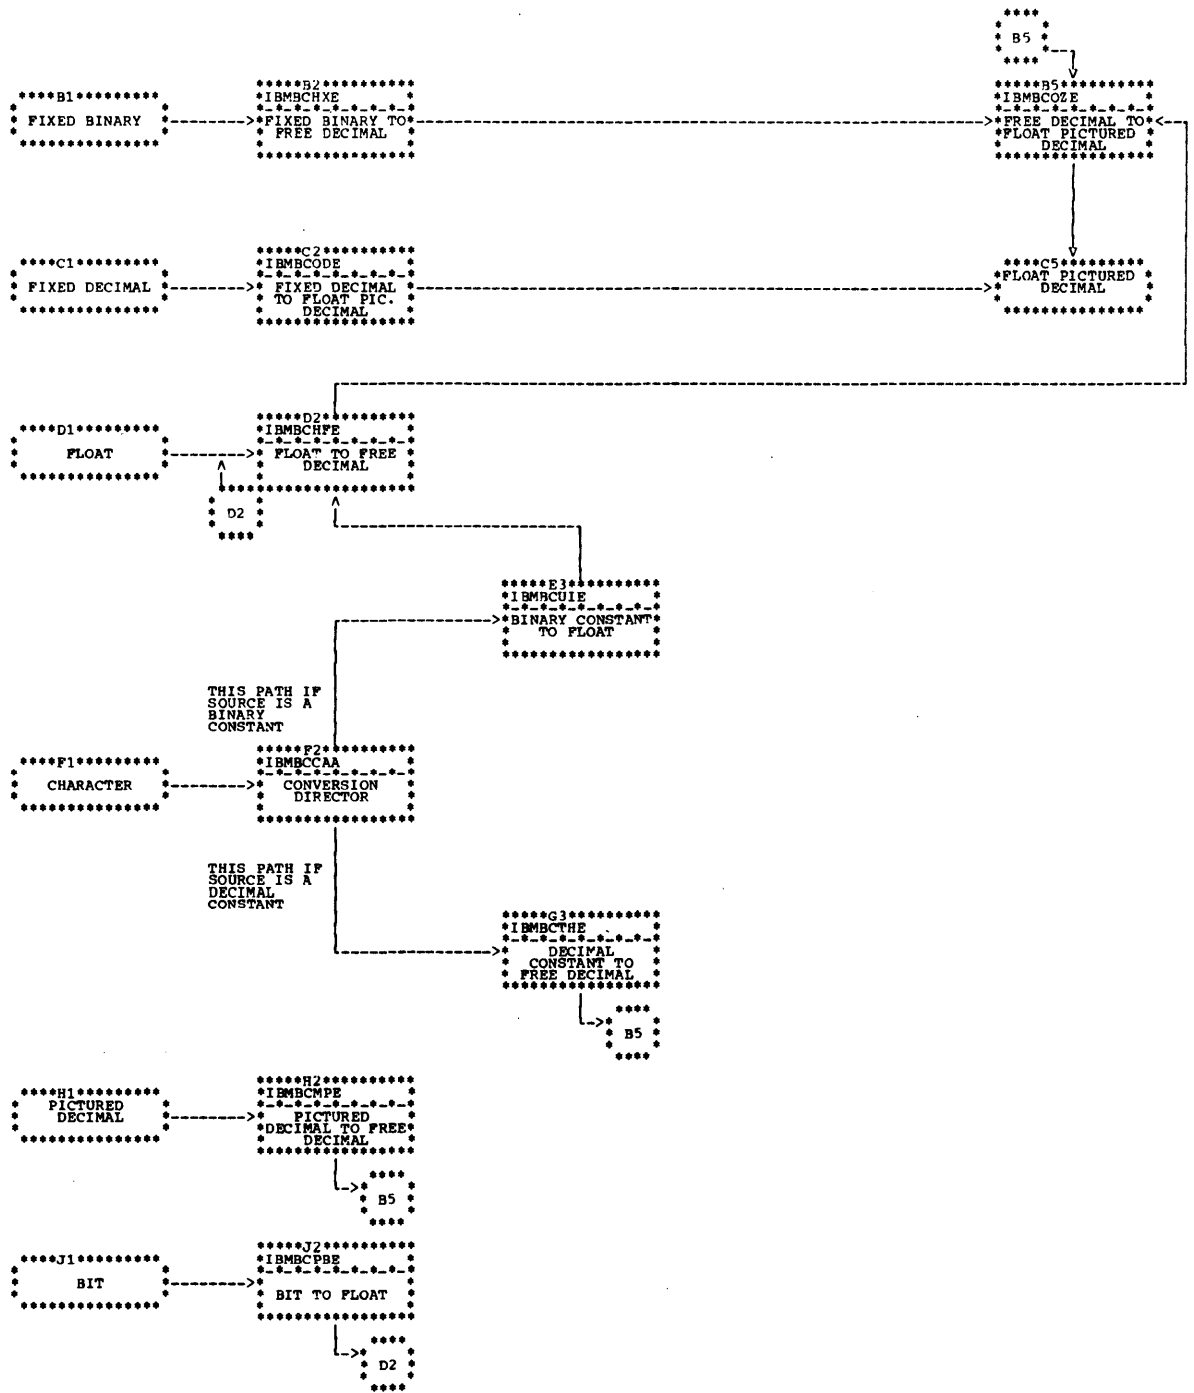 B5
B1
FIXED BINARY
B2
IBMBCHXE
FIXED BINARY TO
FREE DECIMAL
B5
IBMBCOZE
FREE DECIMAL TO
FLOAT PICTURED
DECIMAL
C1
FIXED DECIMAL
C2
IBMBCODE
FIXED DECIMAL
TO FLOAT PIC.
DECIMAL
C5
FLOAT PICTURED
DECIMAL
D1
FLOAT
D2
IBMBCHFE
FLOAT TO FREE
DECIMAL
D2
E3
IBMBCUIE
BINARY CONSTANT
TO FLOAT
THIS PATH IF
SOURCE IS A
BINARY
CONSTANT
F1
CHARACTER
F2
IBMBCCAA
CONVERSION
DIRECTOR
THIS PATH IF
SOURCE IS A
DECIMAL
CONSTANT
G3
IBMBCTHE
DECIMAL
CONSTANT TO
FREE DECIMAL
B5
H1
PICTURED
DECIMAL
H2
IBMBCMPE
PICTURED
DECIMAL TO FREE
DECIMAL
B5
J1
BIT
J2
IBMBCPBE
BIT TO FLOAT
D2